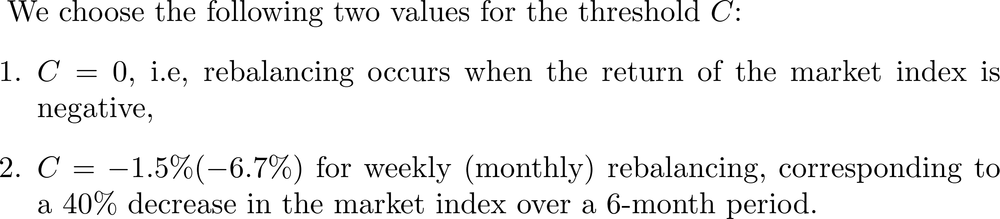 We choose the following two values for the threshold C:
1. C = 0, i.e, rebalancing occurs when the return of the market index is
negative,
2. C = −1.5%(−6.7%) for weekly (monthly) rebalancing, corresponding to
a 40% decrease in the market index over a 6-month period.